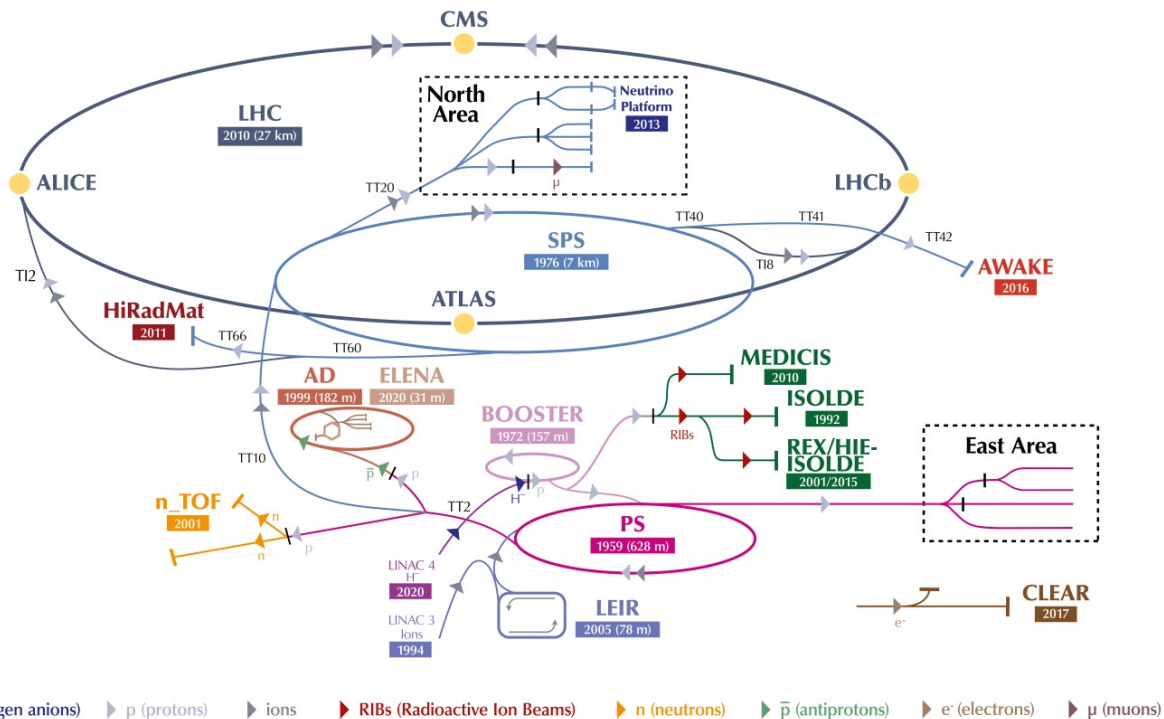 CMS
North
Area
Neutrino
Platform
2013
LHC
2010 (27 km)
μ
ALICE
LHCb
TT20
TT40
TT41
TT42
SPS
1976 (7 km)
TI8
AWAKE
2016
TI2
ATLAS
HiRadMat
2011
TT66
TT60
MEDICIS
2010
AD
1999 (182 m)
ELENA
2020 (31 m)
ISOLDE
1992
BOOSTER
1972 (157 m)
RIBs
REX/HIE-
ISOLDE
2001/2015
East Area
TT10
p̅
p
H⁻
p
n_TOF
2001
n
n
p
TT2
PS
1959 (628 m)
LINAC 4
H⁻
2020
LINAC 3
Ions
1994
LEIR
2005 (78 m)
CLEAR
2017
e⁻
gen anions)
p (protons)
ions
RIBs (Radioactive Ion Beams)
n (neutrons)
p̅ (antiprotons)
e⁻ (electrons)
μ (muons)